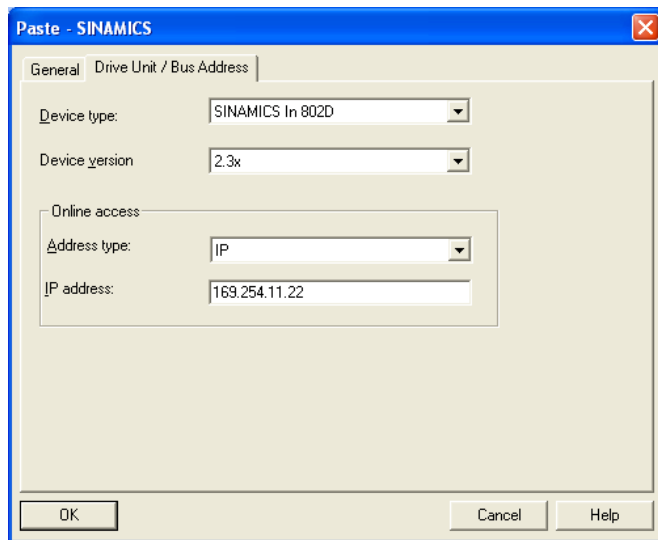 Paste - SINAMICS
General Drive Unit / Bus Address
Device type: SINAMICS In 802D
Device version 2.3x
Online access
Address type: IP
IP address: 169.254.11.22
OK Cancel Help